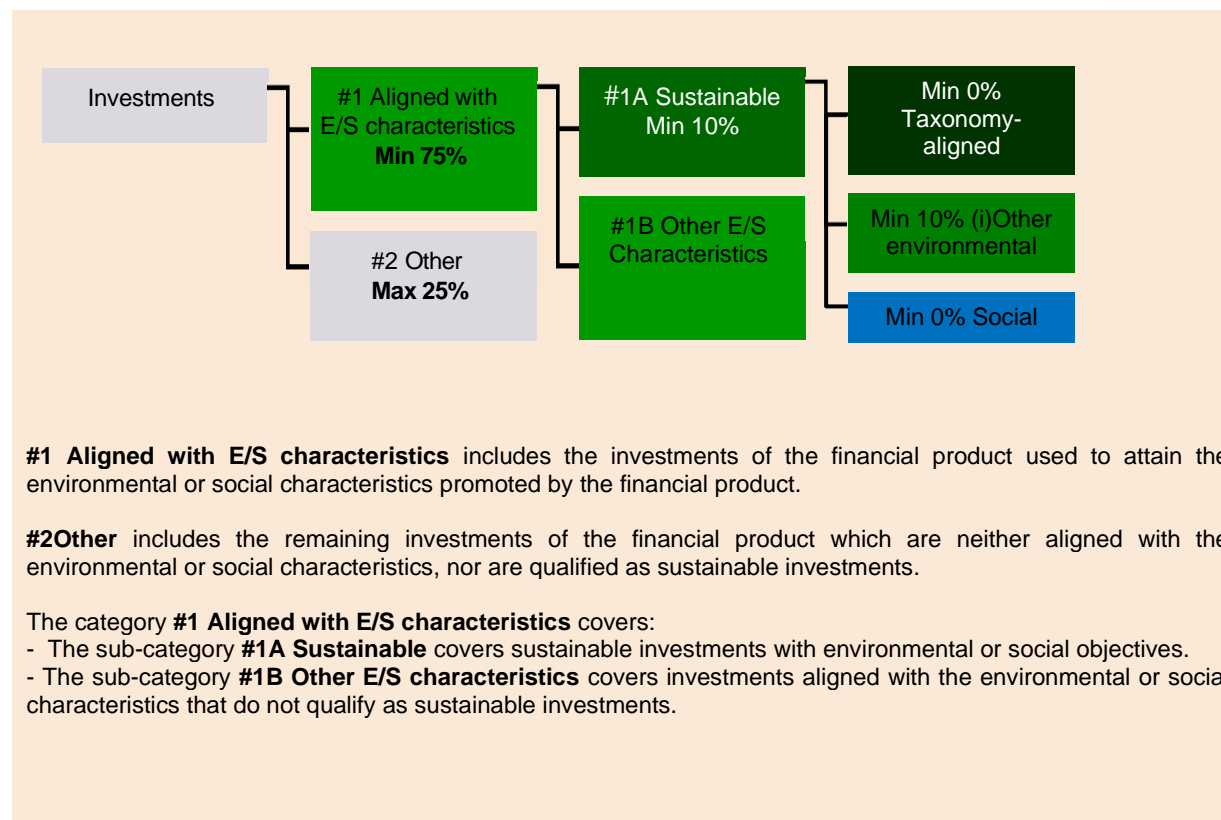 Investments
#1 Aligned with
E/S characteristics
Min 75%
#2 Other
Max 25%
#1A Sustainable
Min 10%
#1B Other E/S
Characteristics
Min 0%
Taxonomy-
aligned
Min 10% (i)Other
environmental
Min 0% Social
#1 Aligned with E/S characteristics includes the investments of the financial product used to attain the
environmental or social characteristics promoted by the financial product.
#2Other includes the remaining investments of the financial product which are neither aligned with the
environmental or social characteristics, nor are qualified as sustainable investments.
The category #1 Aligned with E/S characteristics covers:
- The sub-category #1A Sustainable covers sustainable investments with environmental or social objectives.
- The sub-category #1B Other E/S characteristics covers investments aligned with the environmental or social
characteristics that do not qualify as sustainable investments.